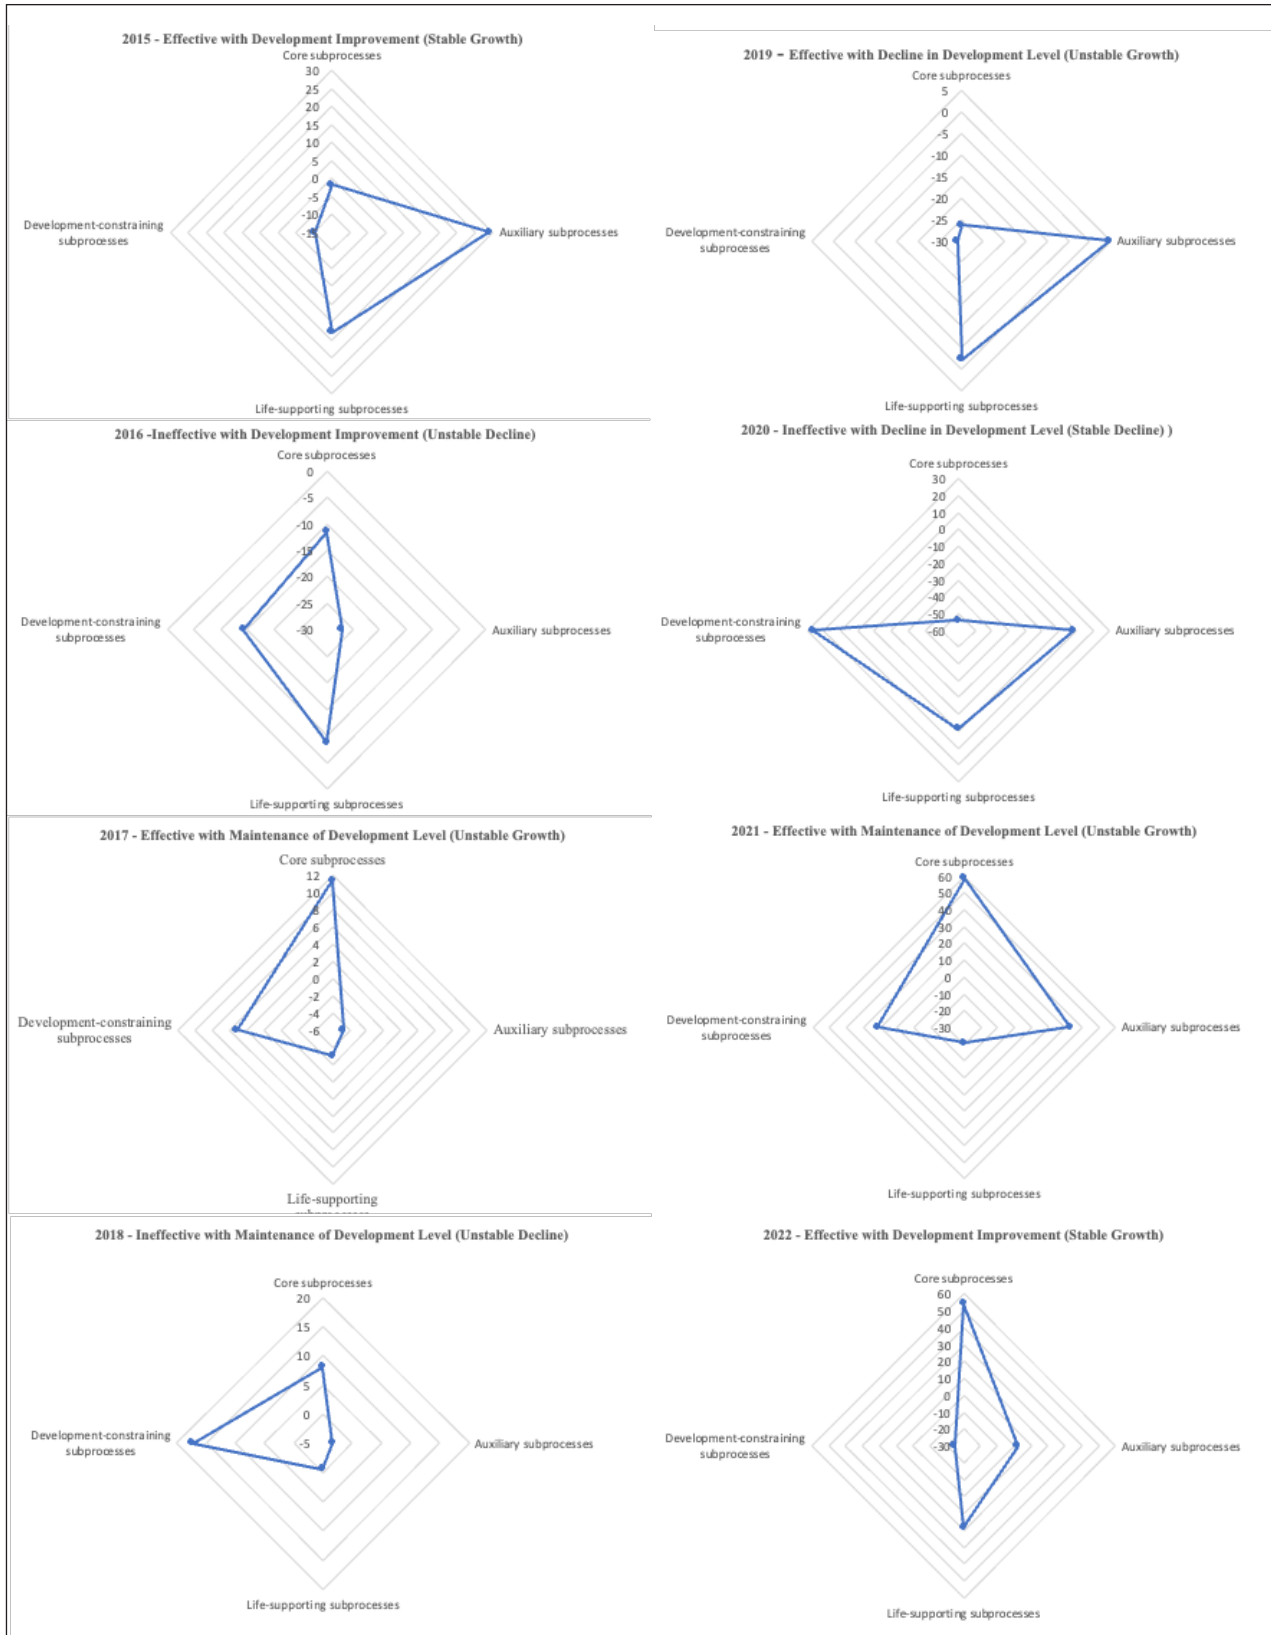 2015 - Effective with Development Improvement (Stable Growth)
Core subprocesses
30
25
20
15
10
5
0
-5
-10
-15
Development-constraining
subprocesses
Auxiliary subprocesses
Life-supporting subprocesses
2019 – Effective with Decline in Development Level (Unstable Growth)
Core subprocesses
5
0
-5
-10
-15
-20
-25
-30
Development-constraining
subprocesses
Auxiliary subprocesses
Life-supporting subprocesses
2016 -Ineffective with Development Improvement (Unstable Decline)
Core subprocesses
0
-5
-10
-15
-20
-25
-30
Development-constraining
subprocesses
Auxiliary subprocesses
Life-supporting subprocesses
2020 - Ineffective with Decline in Development Level (Stable Decline) )
Core subprocesses
30
20
10
0
-10
-20
-30
-40
-50
-60
Development-constraining
subprocesses
Auxiliary subprocesses
Life-supporting subprocesses
2017 - Effective with Maintenance of Development Level (Unstable Growth)
Core subprocesses
12
10
8
6
4
2
0
-2
-4
-6
Development-constraining
subprocesses
Auxiliary subprocesses
Life-supporting
2021 - Effective with Maintenance of Development Level (Unstable Growth)
Core subprocesses
60
50
40
30
20
10
0
-10
-20
-30
Development-constraining
subprocesses
Auxiliary subprocesses
Life-supporting subprocesses
2018 - Ineffective with Maintenance of Development Level (Unstable Decline)
Core subprocesses
20
15
10
5
0
-5
Development-constraining
subprocesses
Auxiliary subprocesses
Life-supporting subprocesses
2022 - Effective with Development Improvement (Stable Growth)
Core subprocesses
60
50
40
30
20
10
0
-10
-20
-30
Development-constraining
subprocesses
Auxiliary subprocesses
Life-supporting subprocesses